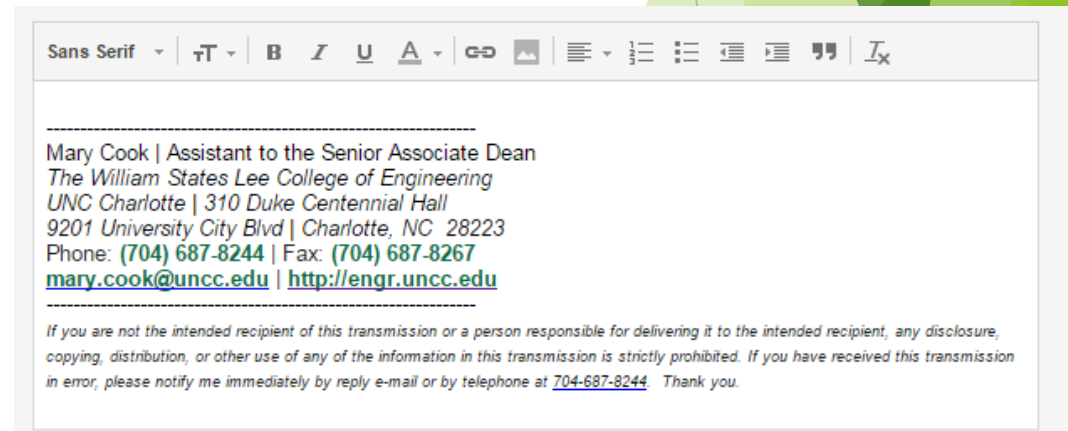 Sans Serif
--------------------------------------------------------------
Mary Cook | Assistant to the Senior Associate Dean
The William States Lee College of Engineering
UNC Charlotte | 310 Duke Centennial Hall
9201 University City Blvd | Charlotte, NC  28223
Phone: (704) 687-8244 | Fax: (704) 687-8267
mary.cook@uncc.edu | http://engr.uncc.edu
--------------------------------------------------------------
If you are not the intended recipient of this transmission or a person responsible for delivering it to the intended recipient, any disclosure,
copying, distribution, or other use of any of the information in this transmission is strictly prohibited. If you have received this transmission
in error, please notify me immediately by reply e-mail or by telephone at 704-687-8244.  Thank you.